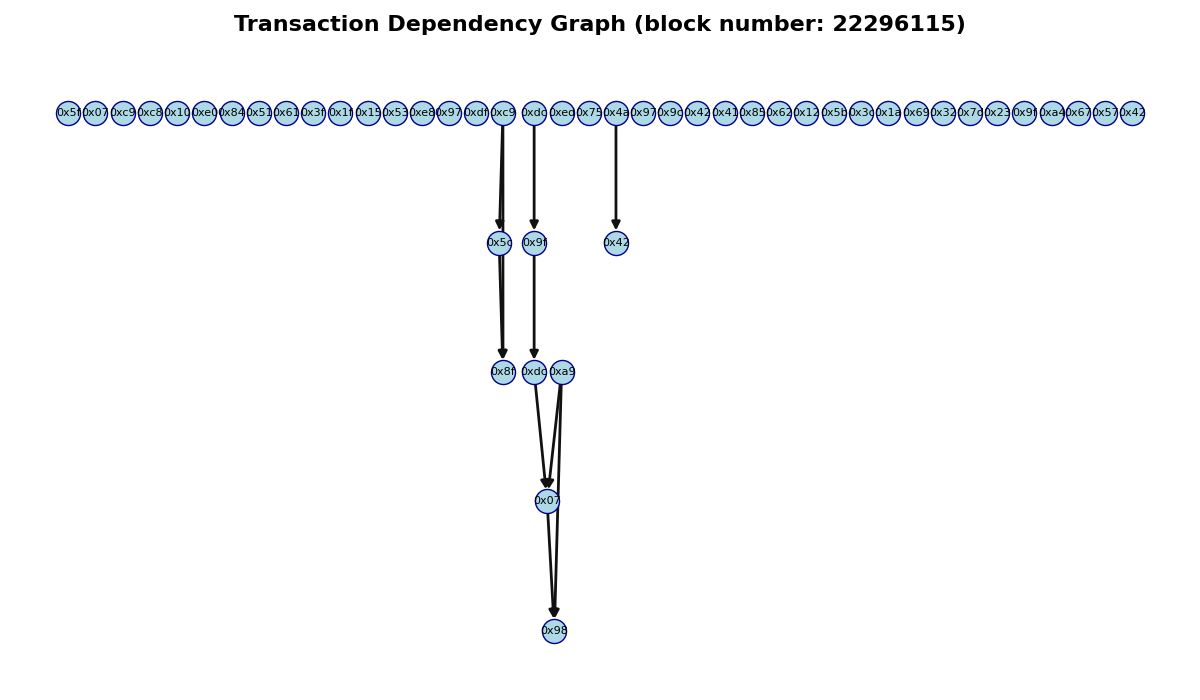 Transaction Dependency Graph (block number: 22296115)
0x5f 0x07 0xc9 0xc8 0x10 0xe0 0x84 0x51 0x61 0x3f 0x1f 0x15 0x53 0xe8 0x97 0xdf 0xc9 0xdc 0xed 0x75 0x4a 0x97 0x9c 0x42 0x41 0x85 0x62 0x12 0x5b 0x3c 0x1a 0x69 0x32 0x7d 0x23 0x9f 0xa4 0x67 0x57 0x42
0x5c 0x9f 0x42
0x8f 0xdc 0xa9
0x07
0x98